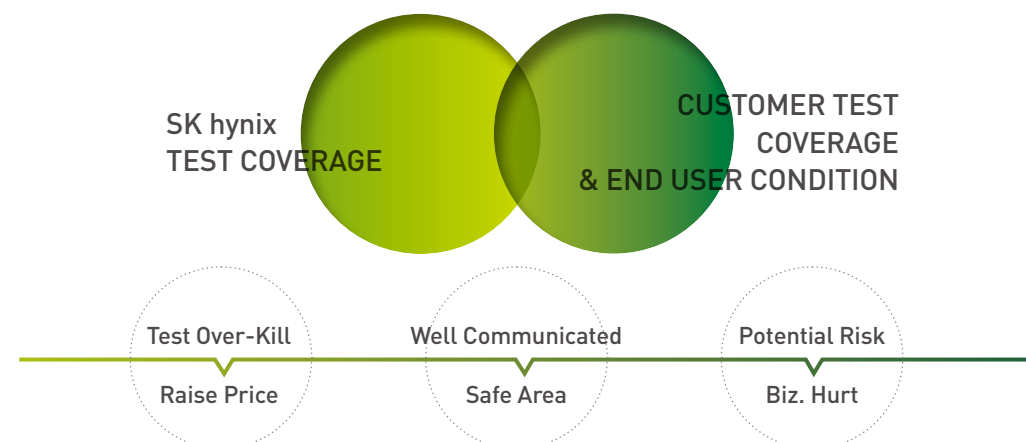 SK hynix
TEST COVERAGE
CUSTOMER TEST
COVERAGE
& END USER CONDITION
Test Over-Kill
Raise Price
Well Communicated
Safe Area
Potential Risk
Biz. Hurt